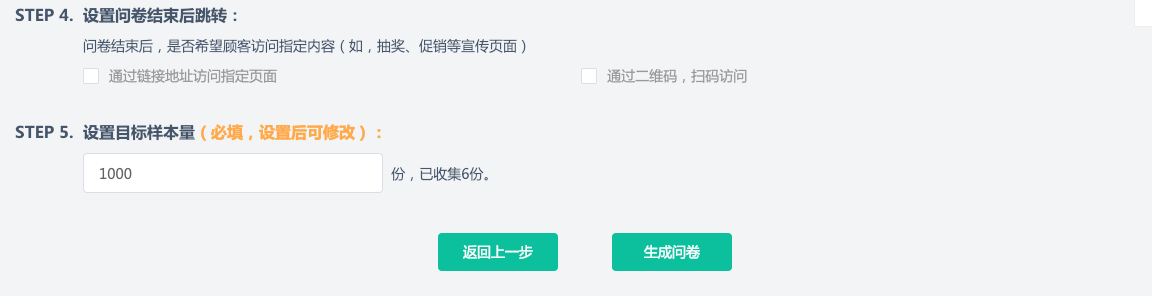 STEP 4. 设置问卷结束后跳转：
问卷结束后，是否希望顾客访问指定内容（如，抽奖、促销等宣传页面）
通过链接地址访问指定页面 通过二维码，扫码访问
STEP 5. 设置目标样本量（必填，设置后可修改）：
1000 份，已收集6份。
返回上一步 生成问卷